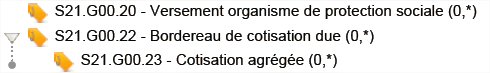 S21.G00.20 - Versement organisme de protection sociale (0,*)
S21.G00.22 - Bordereau de cotisation due (0,*)
S21.G00.23 - Cotisation agrégée (0,*)